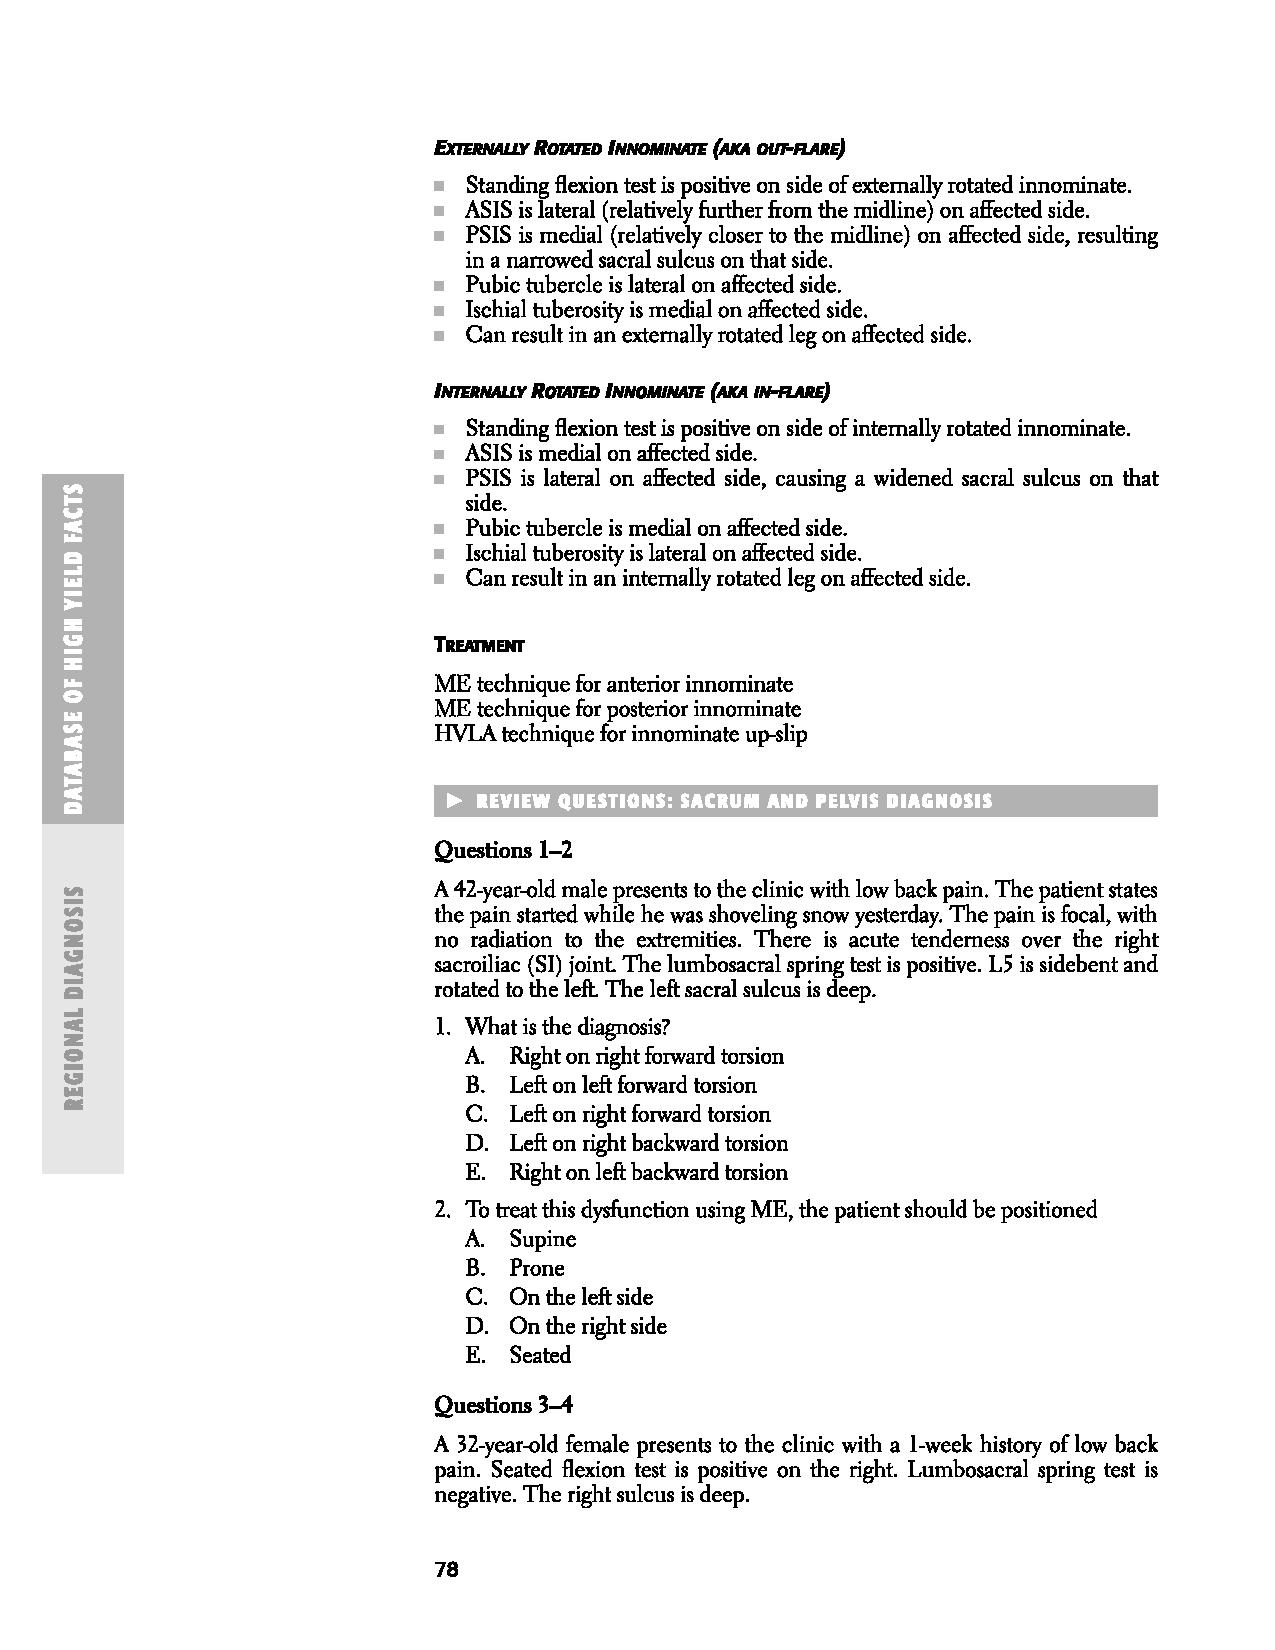 EXTERNALLY ROTATED INNOMINATE (AKA OUT-FLARE)
■ Standing flexion test is positive on side of externally rotated innominate.
■ ASIS is lateral (relatively further from the midline) on affected side.
■ PSIS is medial (relatively closer to the midline) on affected side, resulting
in a narrowed sacral sulcus on that side.
■ Pubic tubercle is lateral on affected side.
■ Ischial tuberosity is medial on affected side.
■ Can result in an externally rotated leg on affected side.
INTERNALLY ROTATED INNOMINATE (AKA IN-FLARE)
■ Standing flexion test is positive on side of internally rotated innominate.
■ ASIS is medial on affected side.
■ PSIS is lateral on affected side, causing a widened sacral sulcus on that
side.
■ Pubic tubercle is medial on affected side.
■ Ischial tuberosity is lateral on affected side.
■ Can result in an internally rotated leg on affected side.
TREATMENT
ME technique for anterior innominate
ME technique for posterior innominate
HVLA technique for innominate up-slip
► REVIEW QUESTIONS: SACRUM AND PELVIS DIAGNOSIS
Questions 1–2
A 42-year-old male presents to the clinic with low back pain. The patient states
the pain started while he was shoveling snow yesterday. The pain is focal, with
no radiation to the extremities. There is acute tenderness over the right
sacroiliac (SI) joint. The lumbosacral spring test is positive. L5 is sidebent and
rotated to the left. The left sacral sulcus is deep.
1. What is the diagnosis?
A. Right on right forward torsion
B. Left on left forward torsion
C. Left on right forward torsion
D. Left on right backward torsion
E. Right on left backward torsion
2. To treat this dysfunction using ME, the patient should be positioned
A. Supine
B. Prone
C. On the left side
D. On the right side
E. Seated
Questions 3–4
A 32-year-old female presents to the clinic with a 1-week history of low back
pain. Seated flexion test is positive on the right. Lumbosacral spring test is
negative. The right sulcus is deep.
78
DATABASE OF HIGH YIELD FACTS
REGIONAL DIAGNOSIS